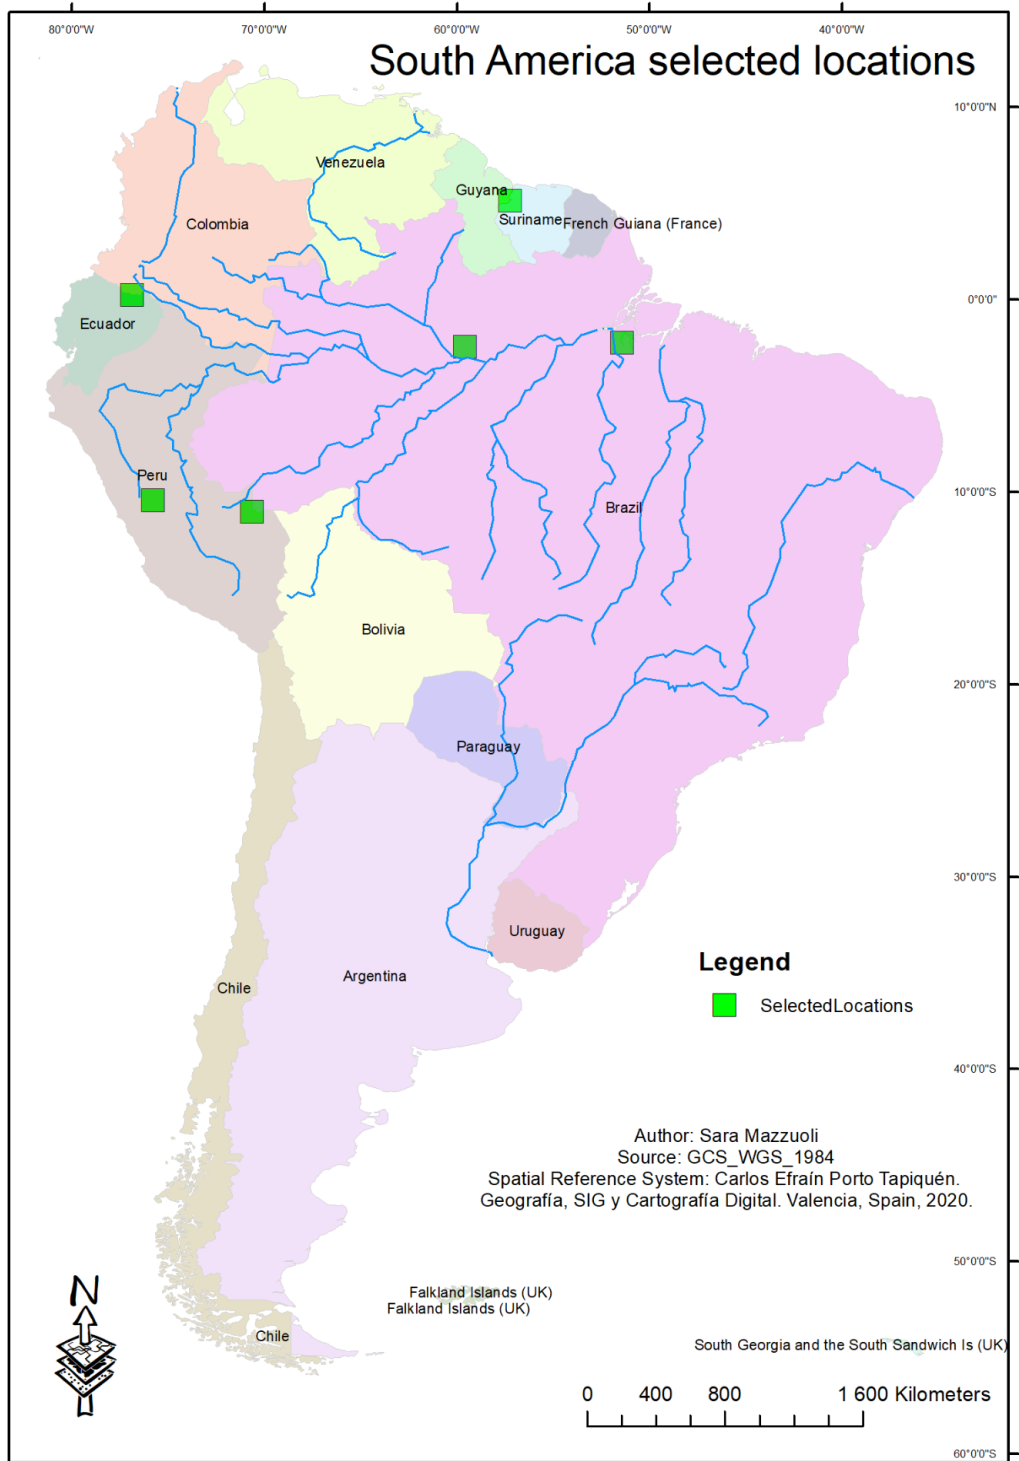 80°0'0"W 70°0'0"W 60°0'0"W 50°0'0"W 40°0'0"W
South America selected locations
10°0'0"N
Venezuela
Guyana
Suriname
French Guiana (France)
Colombia
0°0'0"
Ecuador
Peru
10°0'0"S
Brazil
Bolivia
20°0'0"S
Paraguay
30°0'0"S
Uruguay
Legend
Argentina
Chile
SelectedLocations
40°0'0"S
Author: Sara Mazzuoli
Source: GCS_WGS_1984
Spatial Reference System: Carlos Efraín Porto Tapiquén.
Geografía, SIG y Cartografía Digital. Valencia, Spain, 2020.
50°0'0"S
N
Falkland Islands (UK)
Falkland Islands (UK)
Chile
South Georgia and the South Sandwich Is (UK)
0 400 800 1 600 Kilometers
60°0'0"S